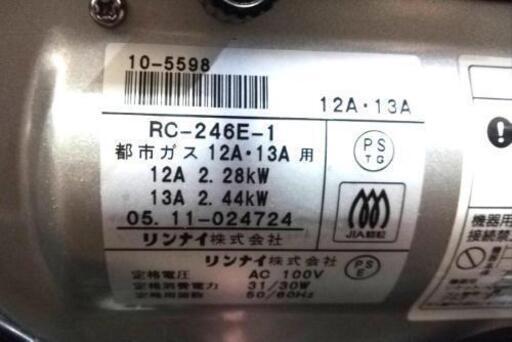 10-5598
12A・13A
RC-246E-1
都市ガス 12A・13A 用
12A 2.28kW
13A 2.44kW
05. 11-024724
リンナイ株式会社
PS
TG
JIA認証
リンナイ株式会社
定格電圧 AC 100V
定格消費電力 31/30W
定格周波数 50/60Hz
PS
E
機器用
接続禁